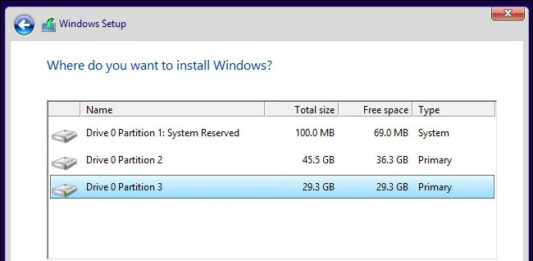 Windows Setup
Where do you want to install Windows?
Name Total size Free space Type
Drive 0 Partition 1: System Reserved 100.0 MB 69.0 MB System
Drive 0 Partition 2 45.5 GB 36.3 GB Primary
Drive 0 Partition 3 29.3 GB 29.3 GB Primary